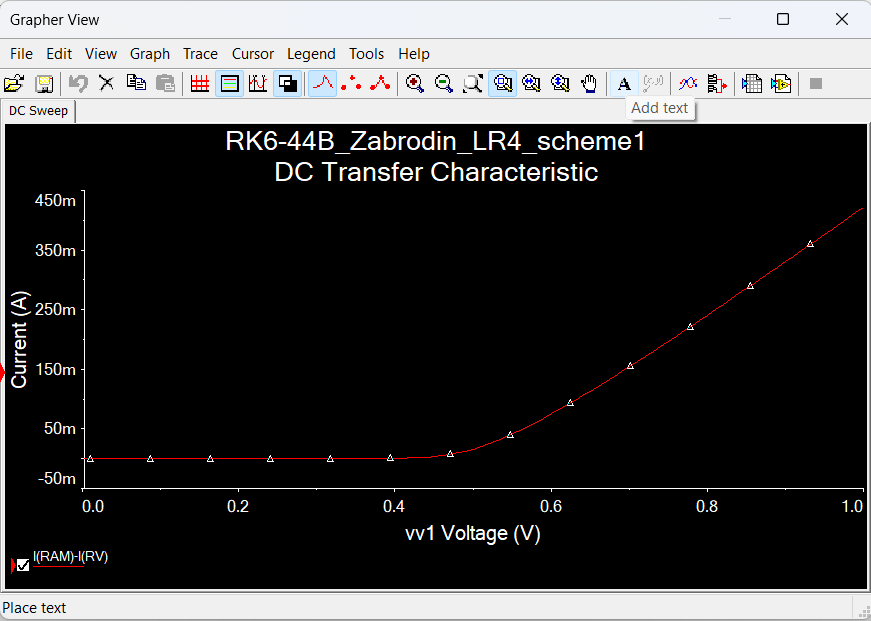 Grapher View
File Edit View Graph Trace Cursor Legend Tools Help
A
Add text
DC Sweep
RK6-44B_Zabrodin_LR4_scheme1
DC Transfer Characteristic
450m
350m
250m
150m
50m
-50m
Current (A)
0.0 0.2 0.4 0.6 0.8 1.0
vv1 Voltage (V)
I(RAM)-I(RV)
Place text